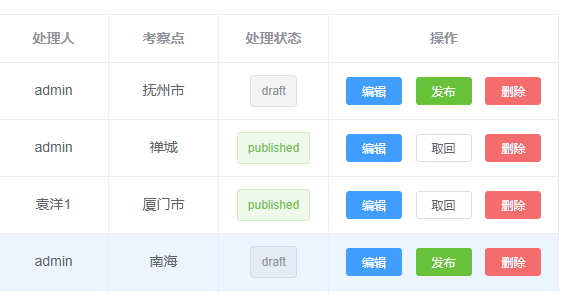 处理人 考察点 处理状态 操作
admin 抚州市 draft 编辑 发布 删除
admin 禅城 published 编辑 取回 删除
袁洋1 厦门市 published 编辑 取回 删除
admin 南海 draft 编辑 发布 删除